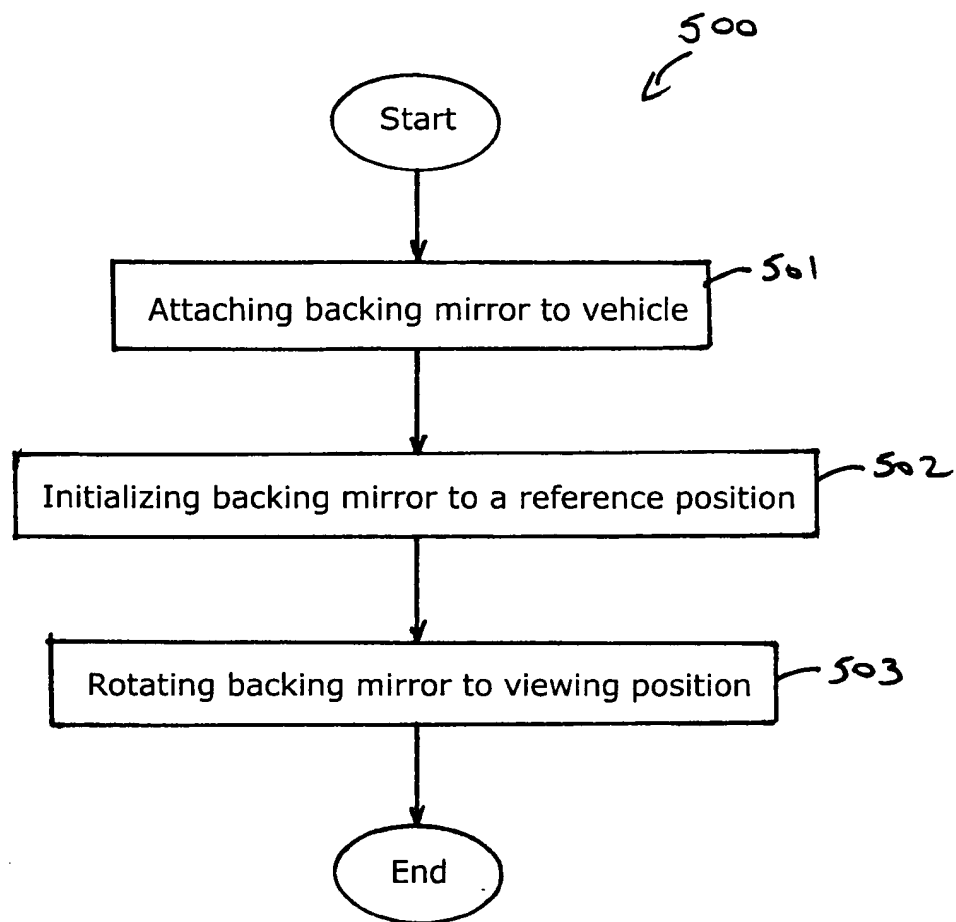 500
Start
Attaching backing mirror to vehicle
501
Initializing backing mirror to a reference position
502
Rotating backing mirror to viewing position
503
End